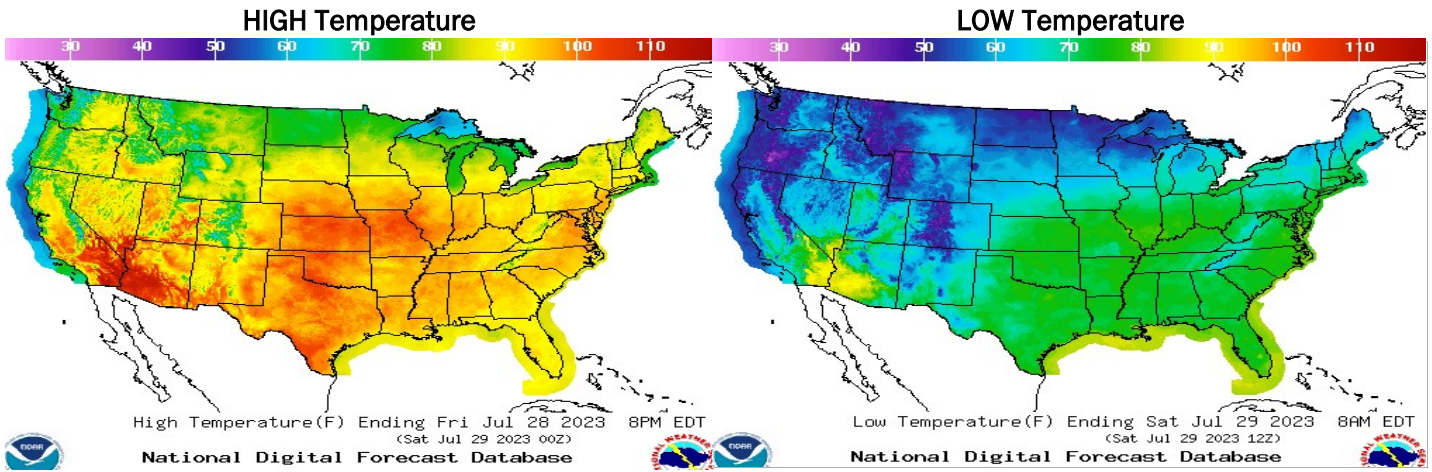 HIGH Temperature
30 40 50 60 70 80 90 100 110
High Temperature(F) Ending Fri Jul 28 2023 8PM EDT
(Sat Jul 29 2023 00Z)
National Digital Forecast Database
NOAA
LOW Temperature
30 40 50 60 70 80 90 100 110
Low Temperature(F) Ending Sat Jul 29 2023 8AM EDT
(Sat Jul 29 2023 12Z)
National Digital Forecast Database
NOAA